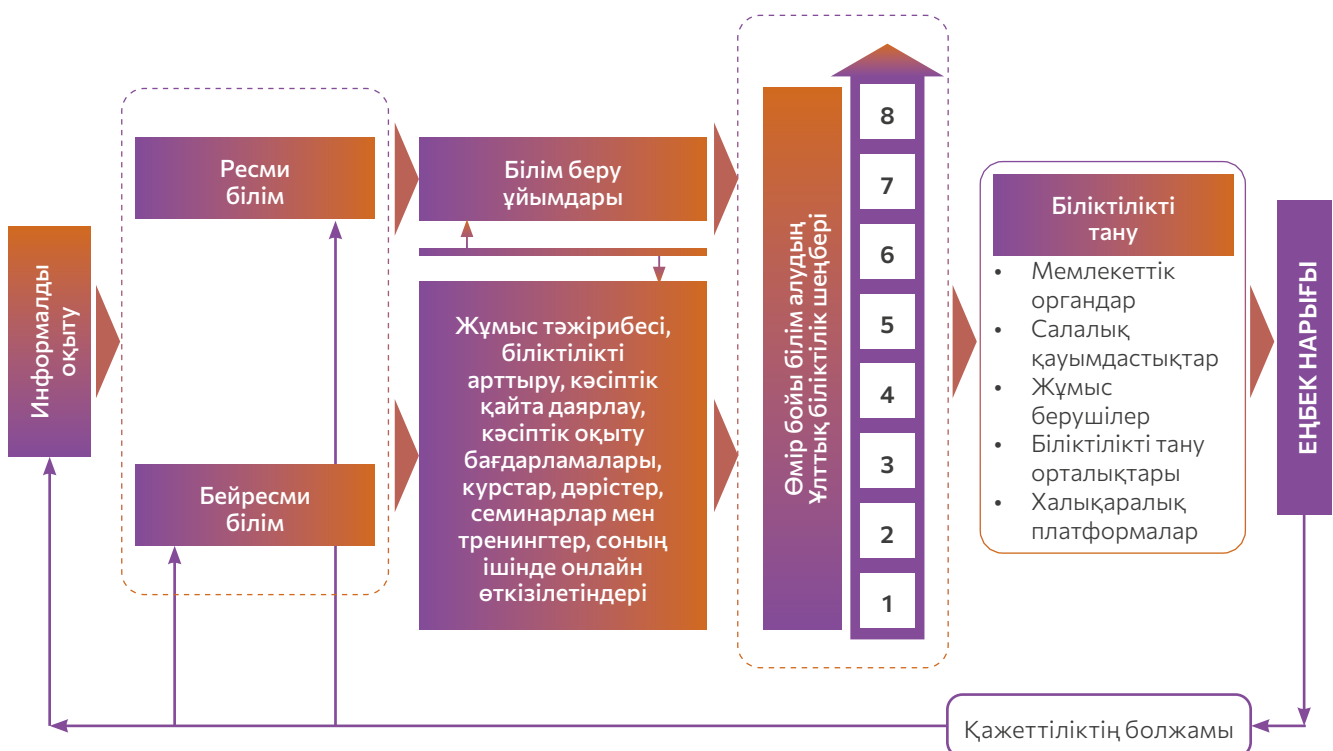 Информалды
оқыту
Ресми
білім
Бейресми
білім
Білім беру
ұйымдары
Жұмыс тәжірибесі,
біліктілікті
арттыру, кәсіптік
қайта даярлау,
кәсіптік оқыту
бағдарламалары,
курстар, дәрістер,
семинарлар мен
тренингтер, соның
ішінде онлайн
өткізілетіндері
Өмір бойы білім алудың
Ұлттық біліктілік шеңбері
8
7
6
5
4
3
2
1
Біліктілікті
тану
• Мемлекеттік
органдар
• Салалық
қауымдастықтар
• Жұмыс
берушілер
• Біліктілікті тану
орталықтары
• Халықаралық
платформалар
ЕҢБЕК НАРЫҒЫ
Қажеттіліктің болжамы